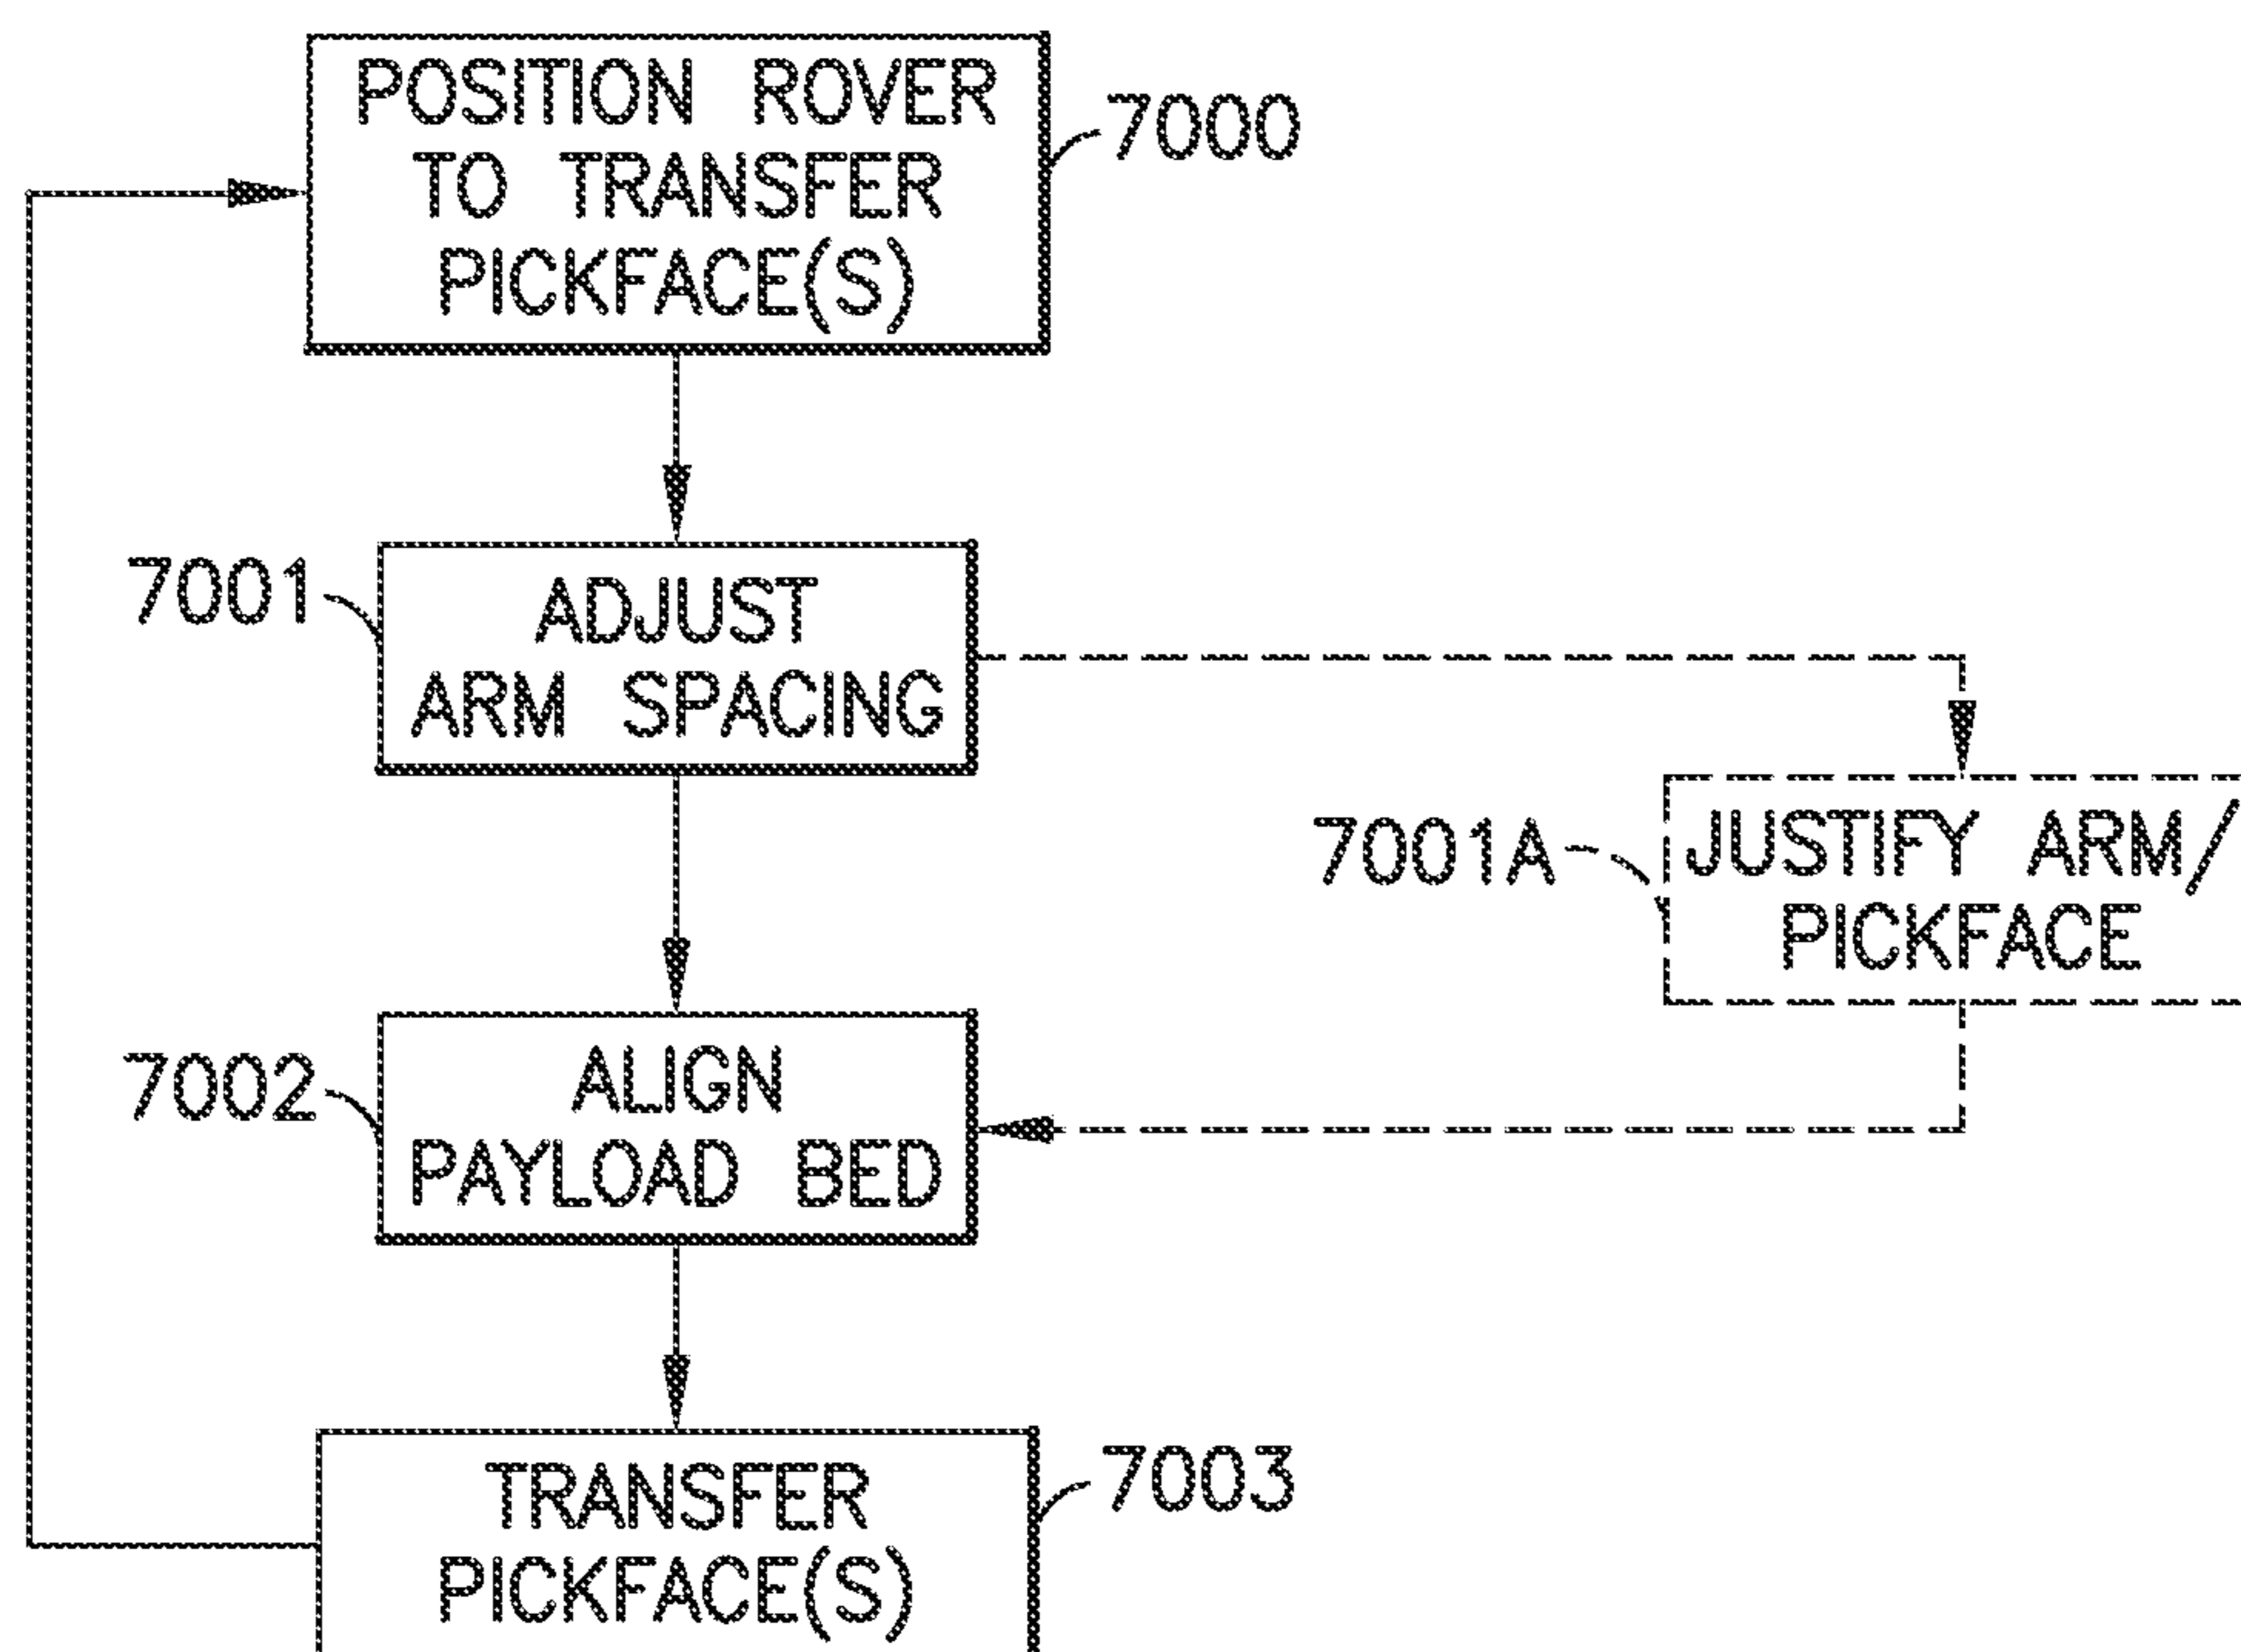 POSITION ROVER
TO TRANSFER
PICKFACE(S)
7000
7001
ADJUST
ARM SPACING
7001A
JUSTIFY ARM/
PICKFACE
7002
ALIGN
PAYLOAD BED
TRANSFER
PICKFACE(S)
7003